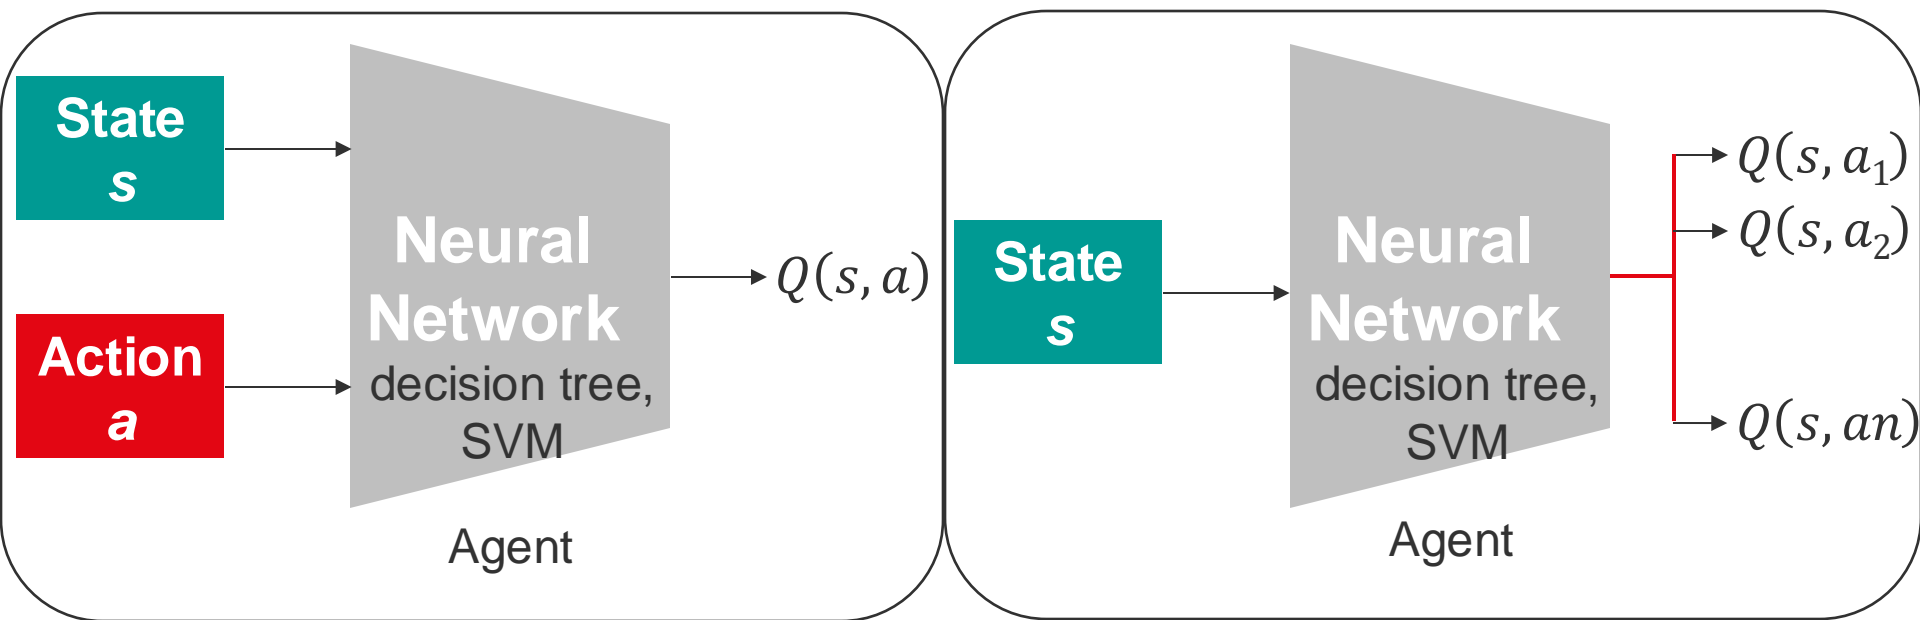 State
s
Action
a
Neural
Network
decision tree,
SVM
Q(s, a)
Agent
State
s
Neural
Network
decision tree,
SVM
Q(s, a₁)
Q(s, a₂)
Q(s, an)
Agent